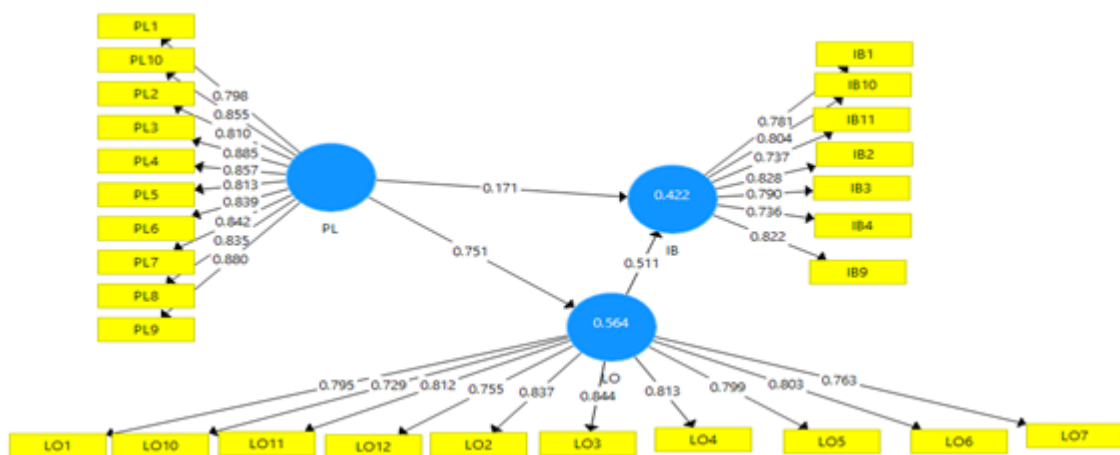 PL1
PL10
PL2
PL3
PL4
PL5
PL6
PL7
PL8
PL9
0.798
0.855
0.810
0.885
0.857
0.813
0.839
0.842
0.835
0.880
PL
0.171
0.751
0.422
IB
0.511
0.564
LO
0.781
0.804
0.737
0.828
0.790
0.736
0.822
IB1
IB10
IB11
IB2
IB3
IB4
IB9
0.795
0.729
0.812
0.755
0.837
0.844
0.813
0.799
0.803
0.763
LO1
LO10
LO11
LO12
LO2
LO3
LO4
LO5
LO6
LO7